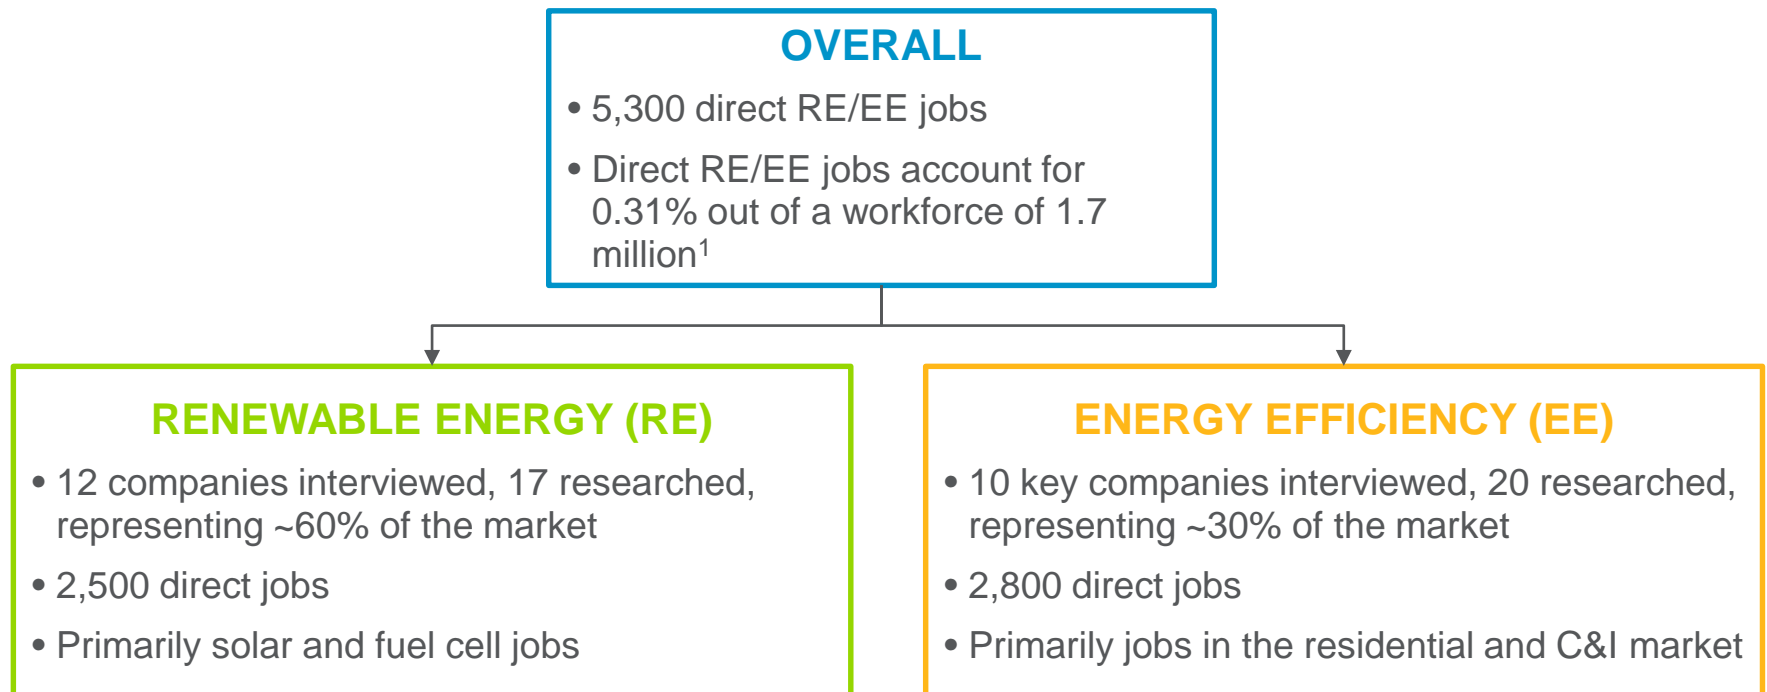 OVERALL
• 5,300 direct RE/EE jobs
• Direct RE/EE jobs account for
0.31% out of a workforce of 1.7
million¹
RENEWABLE ENERGY (RE)
• 12 companies interviewed, 17 researched,
representing ~60% of the market
• 2,500 direct jobs
• Primarily solar and fuel cell jobs
ENERGY EFFICIENCY (EE)
• 10 key companies interviewed, 20 researched,
representing ~30% of the market
• 2,800 direct jobs
• Primarily jobs in the residential and C&I market